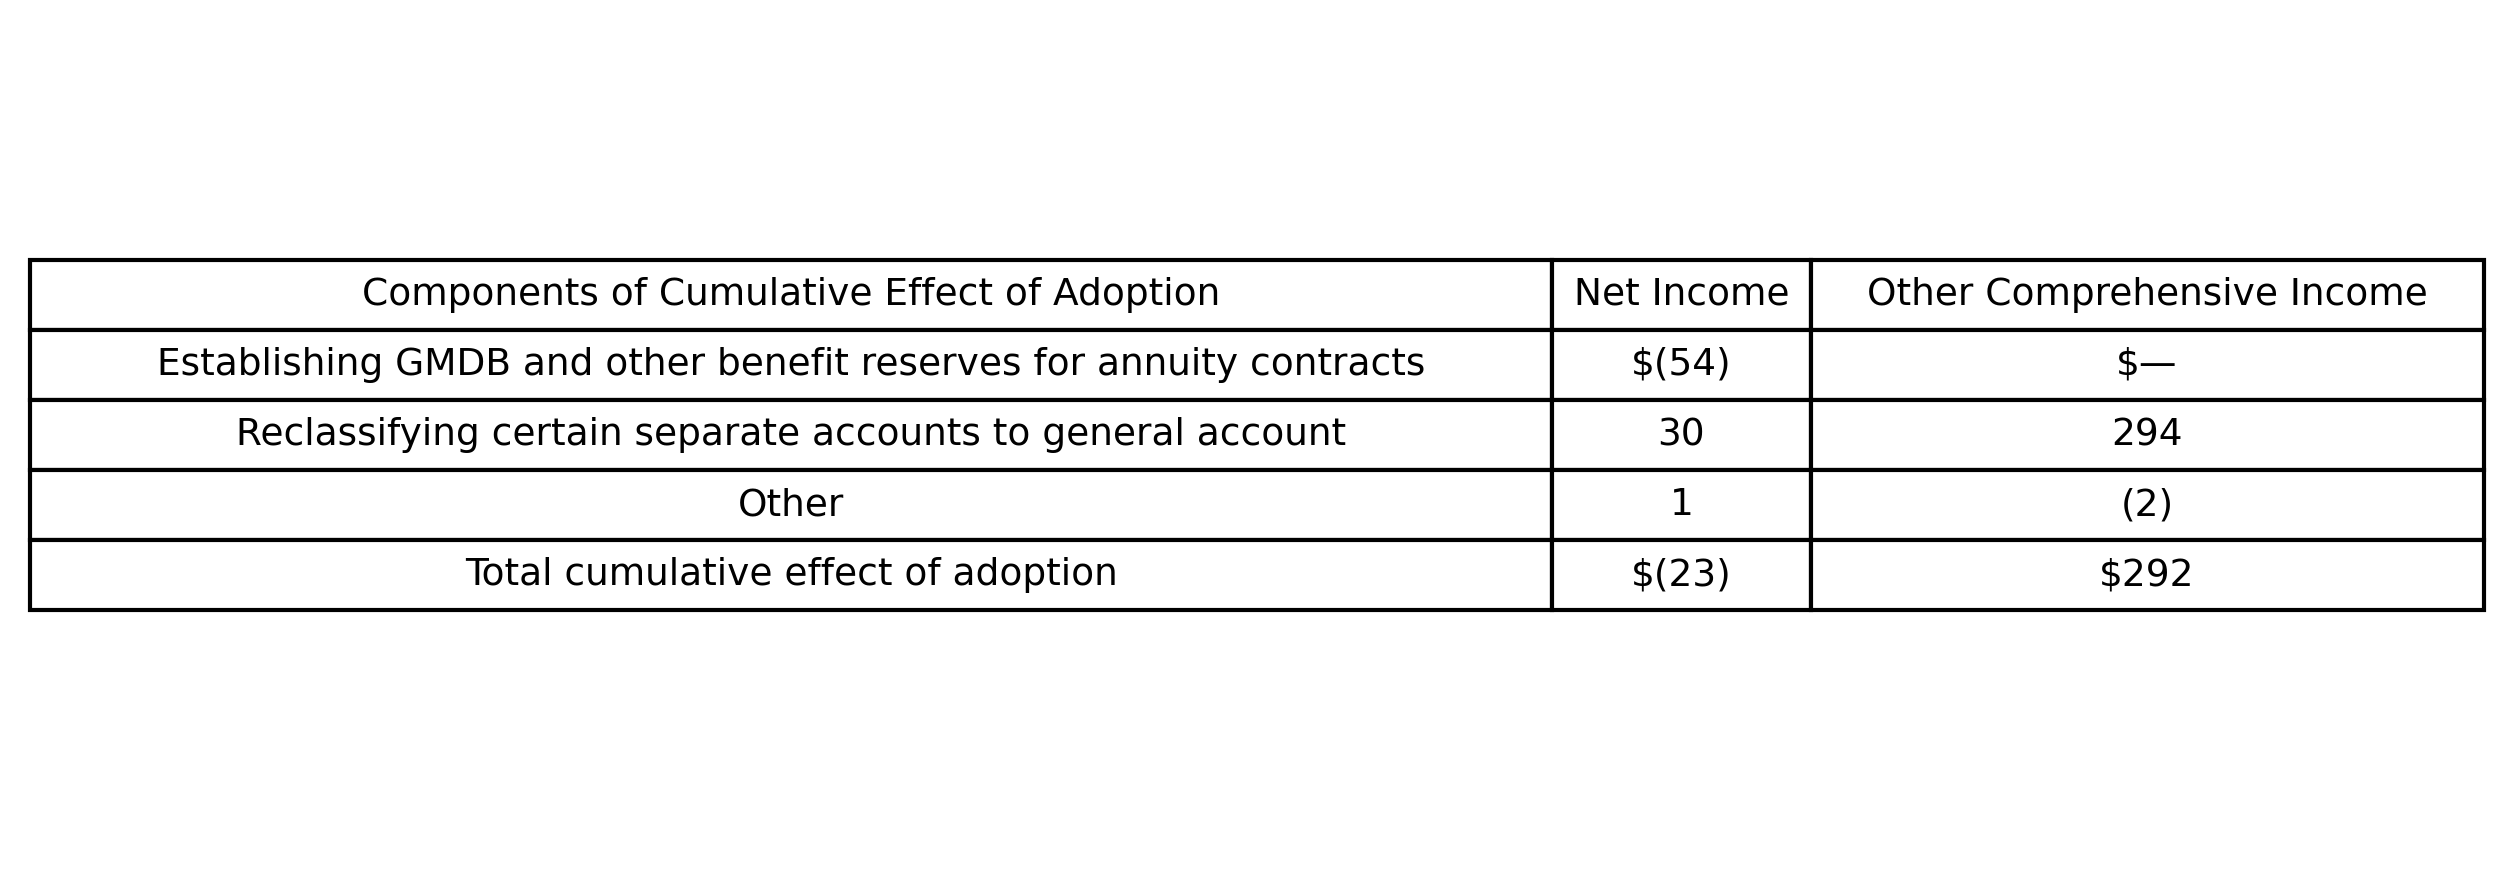 Components of Cumulative Effect of Adoption Net Income Other Comprehensive Income
Establishing GMDB and other benefit reserves for annuity contracts $(54) $—
Reclassifying certain separate accounts to general account 30 294
Other 1 (2)
Total cumulative effect of adoption $(23) $292